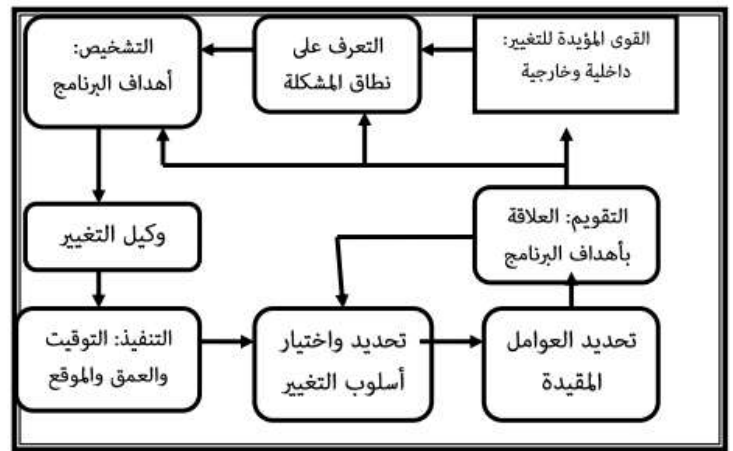 القوى المؤيدة للتغيير:
داخلية وخارجية
التعرف على
نطاق المشكلة
التشخيص:
أهداف البرنامج
وكيل التغيير
التقويم: العلاقة
بأهداف البرنامج
تحديد العوامل
المقيدة
تحديد واختيار
أسلوب التغيير
التنفيذ: التوقيت
والعمق والموقع